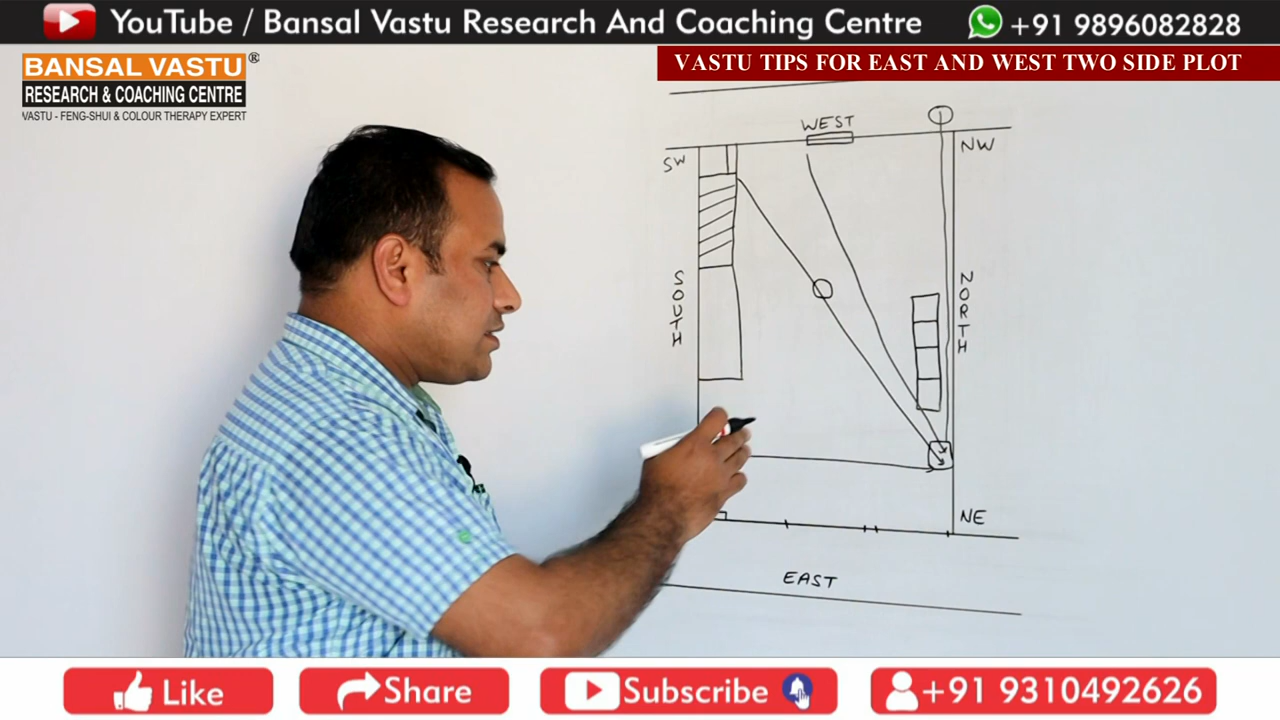 YouTube / Bansal Vastu Research And Coaching Centre
+91 9896082828
BANSAL VASTU®
RESEARCH & COACHING CENTRE
VASTU - FENG-SHUI & COLOUR THERAPY EXPERT
VASTU TIPS FOR EAST AND WEST TWO SIDE PLOT
WEST
SW
NW
SOUTH
NORTH
NE
EAST
Like
Share
Subscribe
+91 9310492626